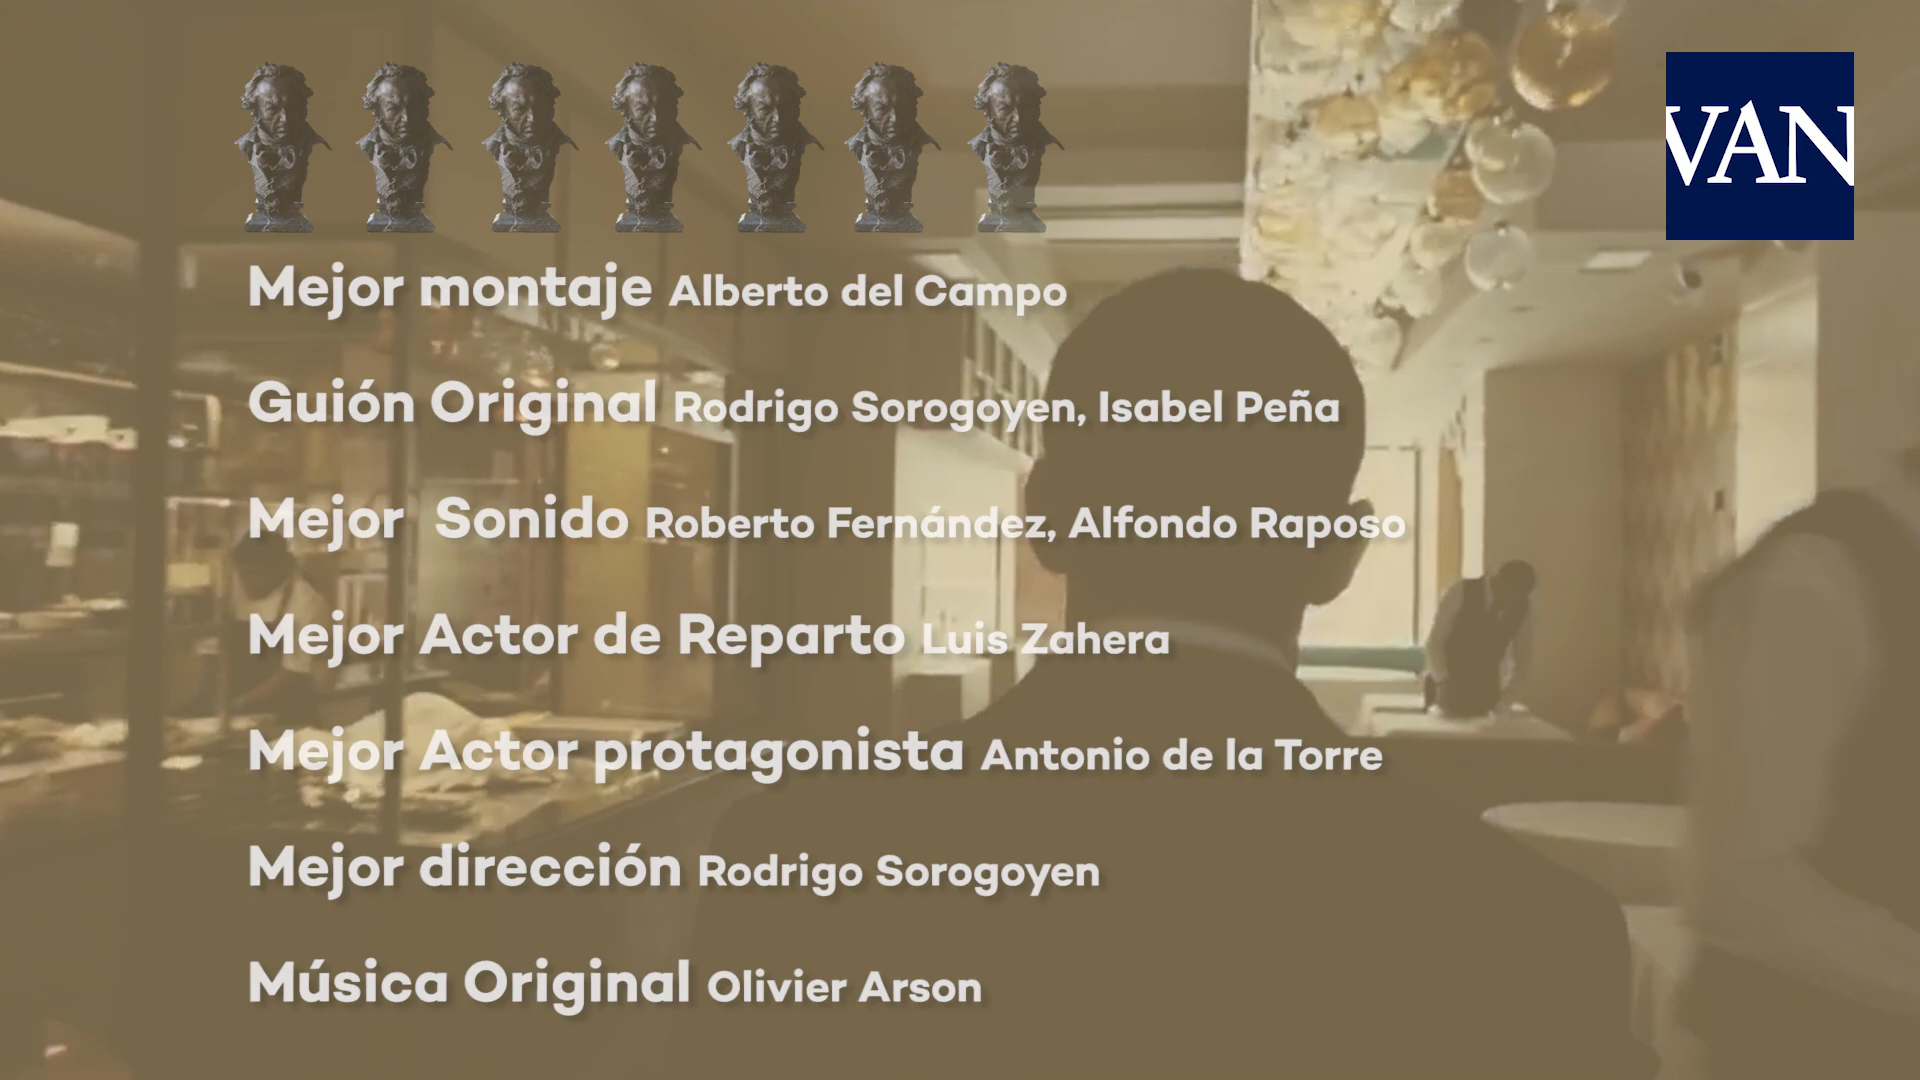 VAN
Mejor montaje Alberto del Campo
Guión Original Rodrigo Sorogoyen, Isabel Peña
Mejor Sonido Roberto Fernández, Alfondo Raposo
Mejor Actor de Reparto Luis Zahera
Mejor Actor protagonista Antonio de la Torre
Mejor dirección Rodrigo Sorogoyen
Música Original Olivier Arson